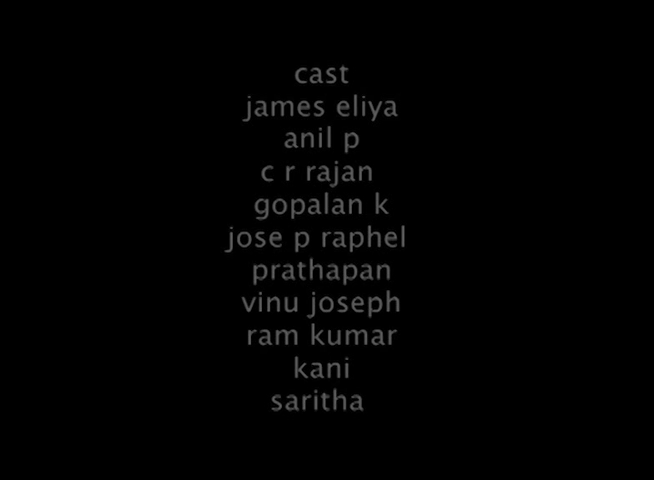 cast
james eliya
anil p
c r rajan
gopalan k
jose p raphel
prathapan
vinu joseph
ram kumar
kani
saritha